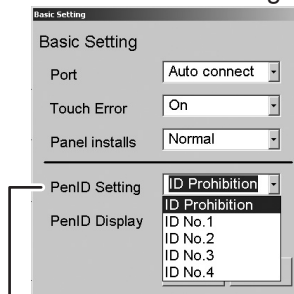 Basic Setting
Basic Setting
Port Auto connect
Touch Error On
Panel installs Normal
PenID Setting ID Prohibition
ID Prohibition
PenID Display ID No.1
ID No.2
ID No.3
ID No.4